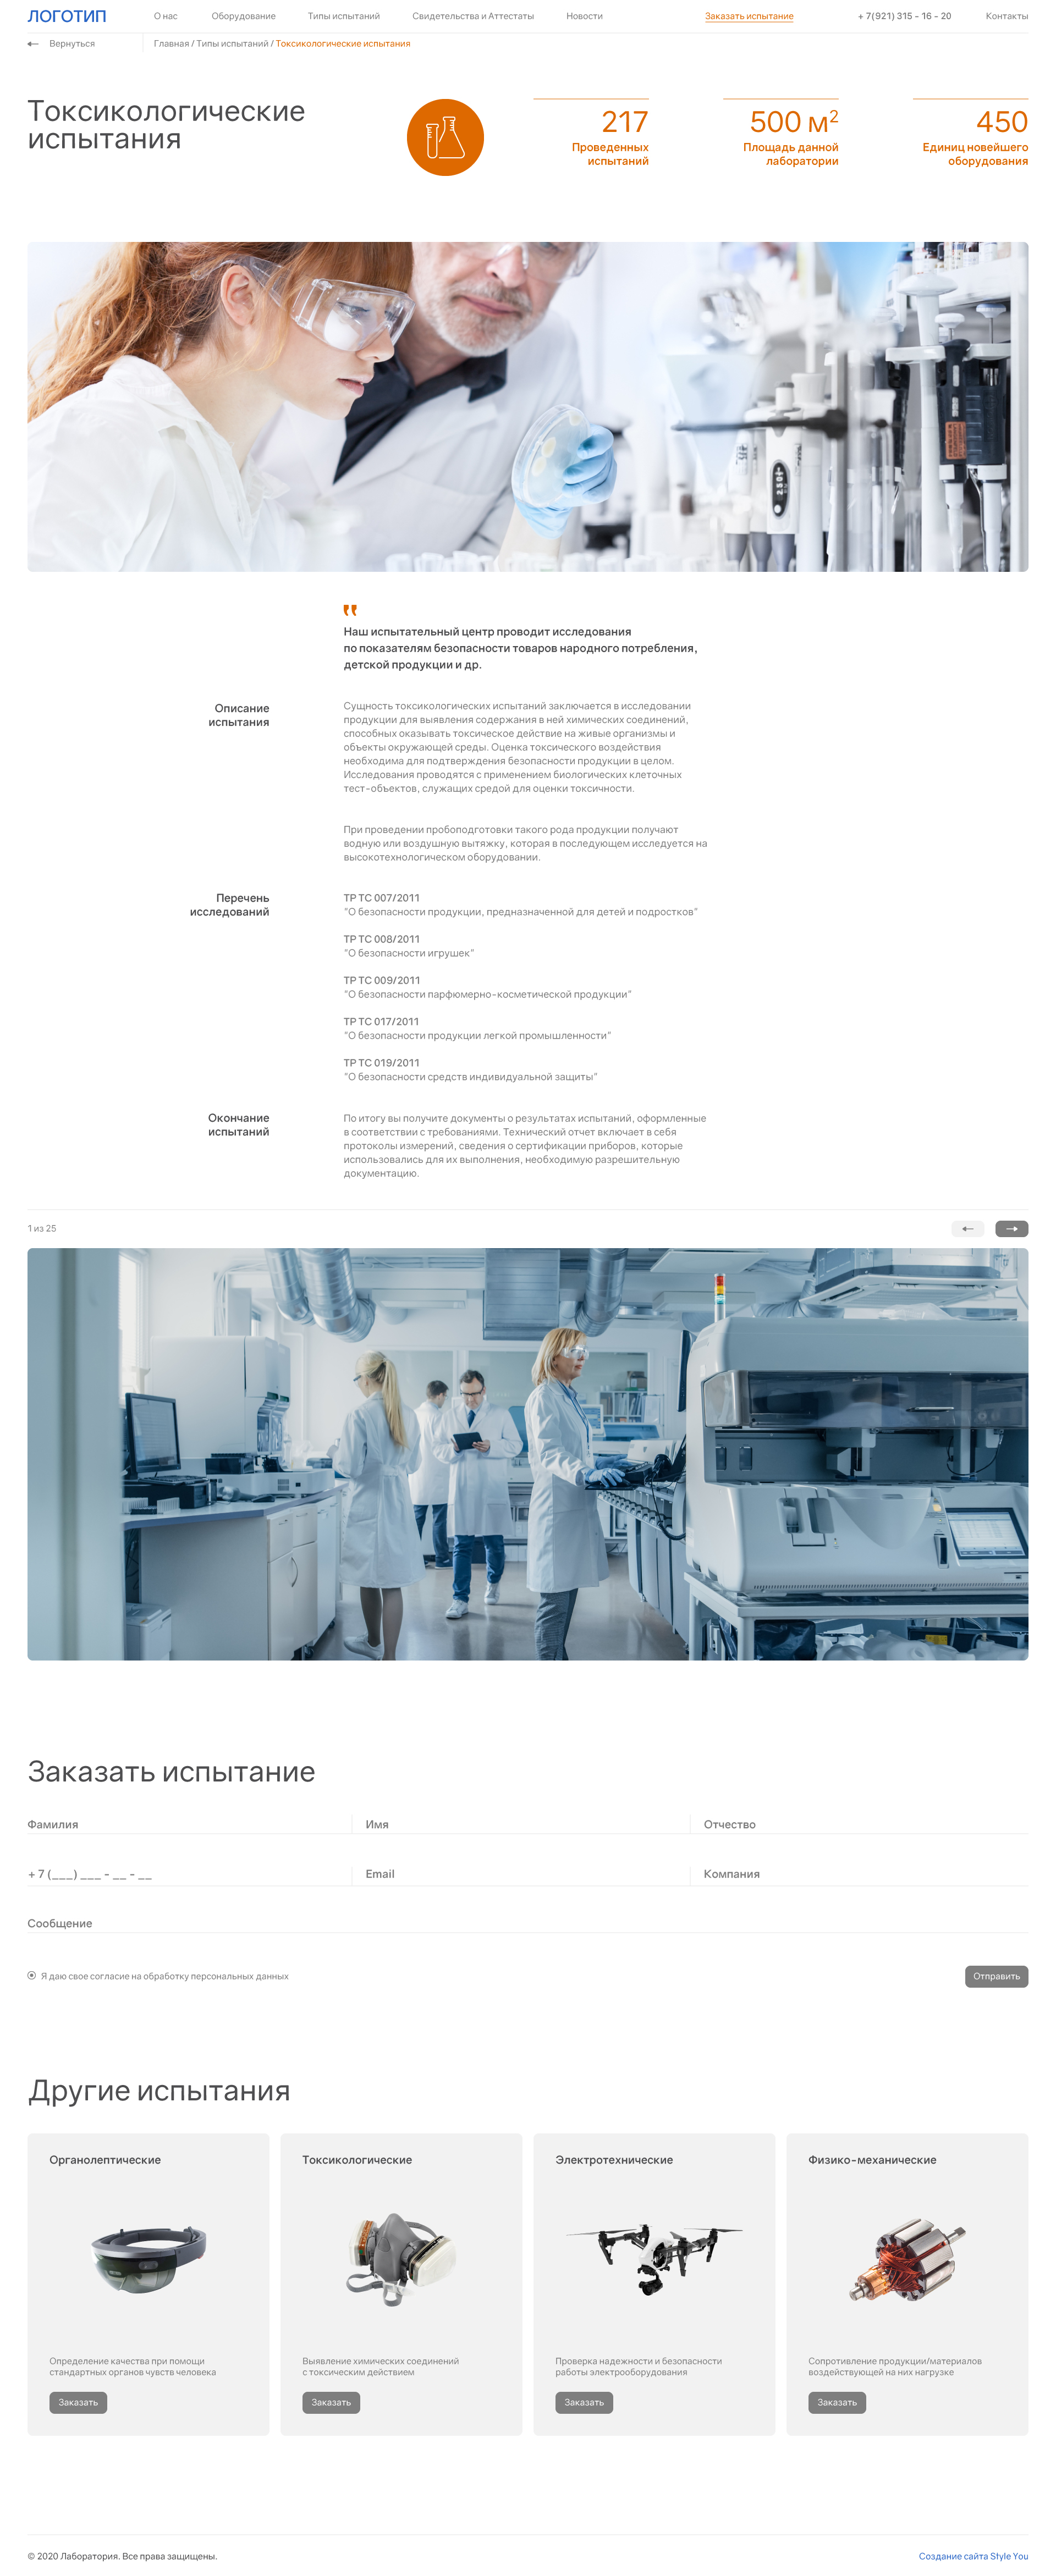 ЛОГОТИП О нас Оборудование Типы испытаний Свидетельства и Аттестаты Новости Заказать испытание + 7(921) 315 - 16 - 20 Контакты
Вернуться Главная / Типы испытаний / Токсикологические испытания
Токсикологические
испытания
217
Проведенных
испытаний
500 м²
Площадь данной
лаборатории
450
Единиц новейшего
оборудования
2.50
Наш испытательный центр проводит исследования
по показателям безопасности товаров народного потребления,
детской продукции и др.
Описание
испытания
Сущность токсикологических испытаний заключается в исследовании
продукции для выявления содержания в ней химических соединений,
способных оказывать токсическое действие на живые организмы и
объекты окружающей среды. Оценка токсического воздействия
необходима для подтверждения безопасности продукции в целом.
Исследования проводятся с применением биологических клеточных
тест-объектов, служащих средой для оценки токсичности.
При проведении пробоподготовки такого рода продукции получают
водную или воздушную вытяжку, которая в последующем исследуется на
высокотехнологическом оборудовании.
Перечень
исследований
ТР ТС 007/2011
"О безопасности продукции, предназначенной для детей и подростков"
ТР ТС 008/2011
"О безопасности игрушек"
ТР ТС 009/2011
"О безопасности парфюмерно-косметической продукции"
ТР ТС 017/2011
"О безопасности продукции легкой промышленности"
ТР ТС 019/2011
"О безопасности средств индивидуальной защиты"
Окончание
испытаний
По итогу вы получите документы о результатах испытаний, оформленные
в соответствии с требованиями. Технический отчет включает в себя
протоколы измерений, сведения о сертификации приборов, которые
использовались для их выполнения, необходимую разрешительную
документацию.
1 из 25
Заказать испытание
Фамилия Имя Отчество
+ 7 (___) ___ - __ - __ Email Компания
Сообщение
Я даю свое согласие на обработку персональных данных Отправить
Другие испытания
Органолептические
Определение качества при помощи
стандартных органов чувств человека
Заказать
Токсикологические
Выявление химических соединений
с токсическим действием
Заказать
Электротехнические
Проверка надежности и безопасности
работы электрооборудования
Заказать
Физико-механические
Сопротивление продукции/материалов
воздействующей на них нагрузке
Заказать
© 2020 Лаборатория. Все права защищены. Создание сайта Style You